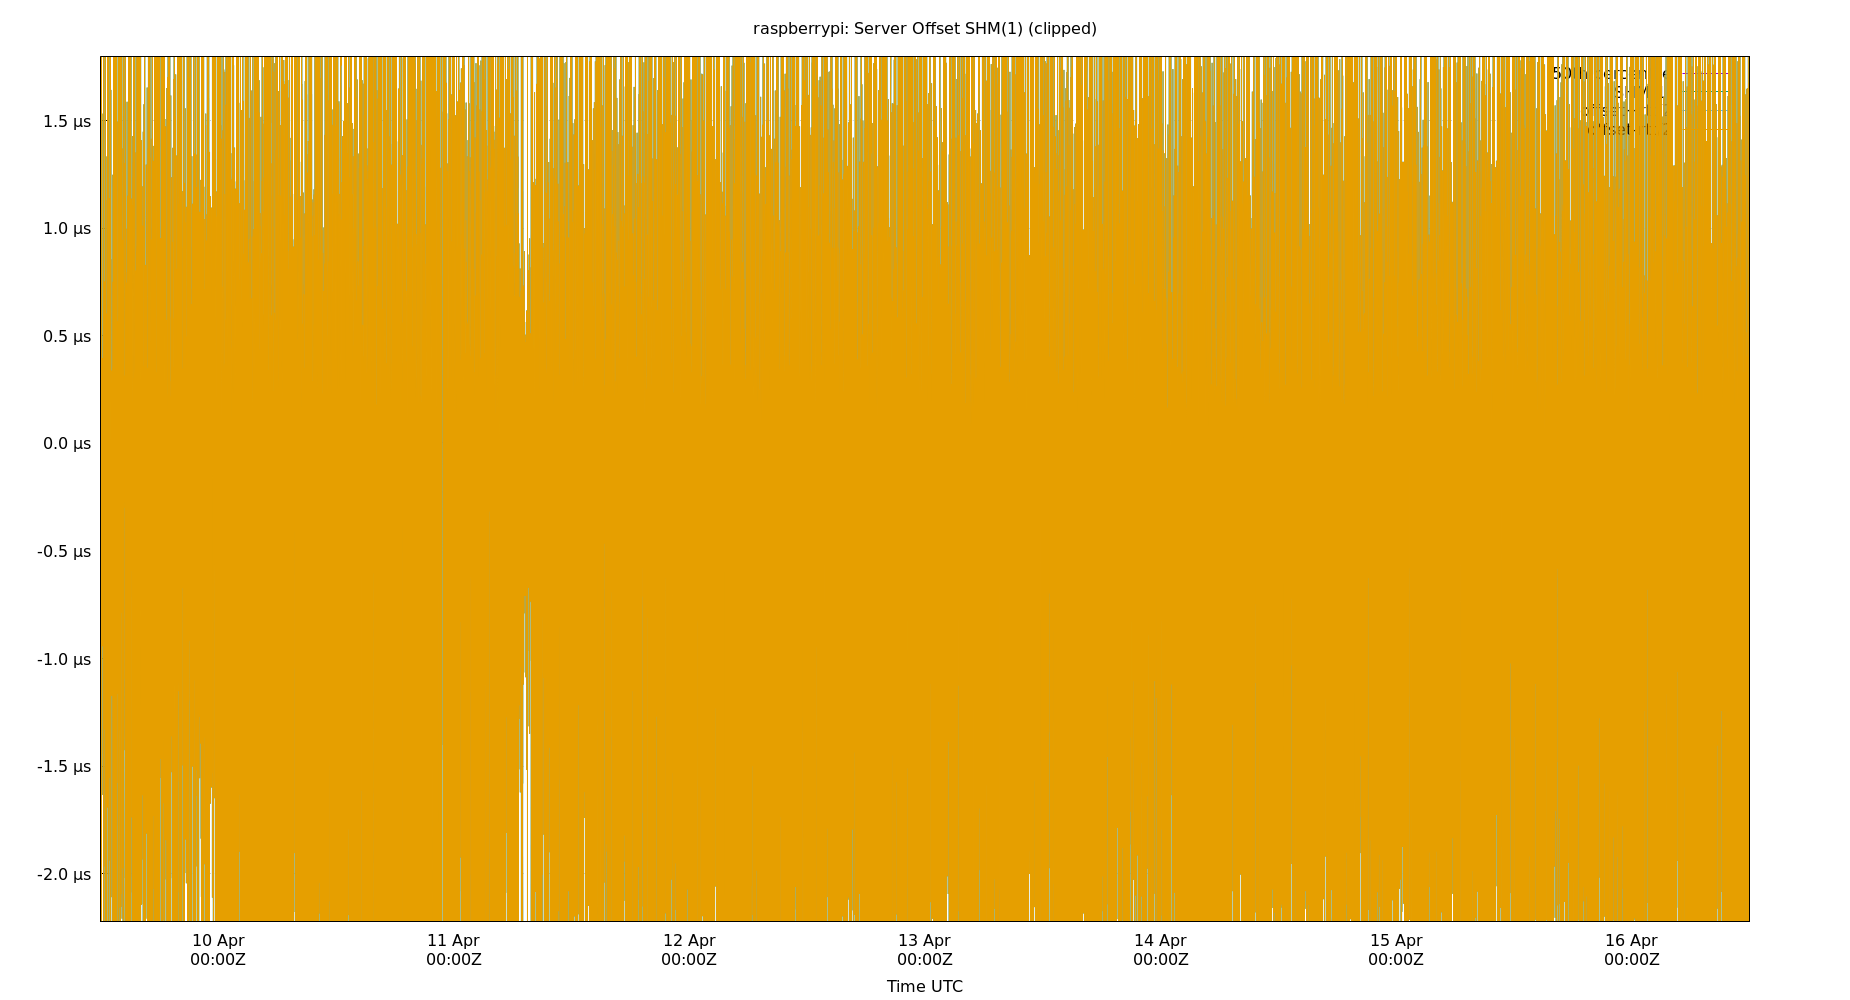 raspberrypi: Server Offset SHM(1) (clipped)
50th percentile
1.5 µs
1.0 µs
0.5 µs
0.0 µs
-0.5 µs
-1.0 µs
-1.5 µs
-2.0 µs
10 Apr 11 Apr 12 Apr 13 Apr 14 Apr 15 Apr 16 Apr
00:00Z 00:00Z 00:00Z 00:00Z 00:00Z 00:00Z 00:00Z
Time UTC